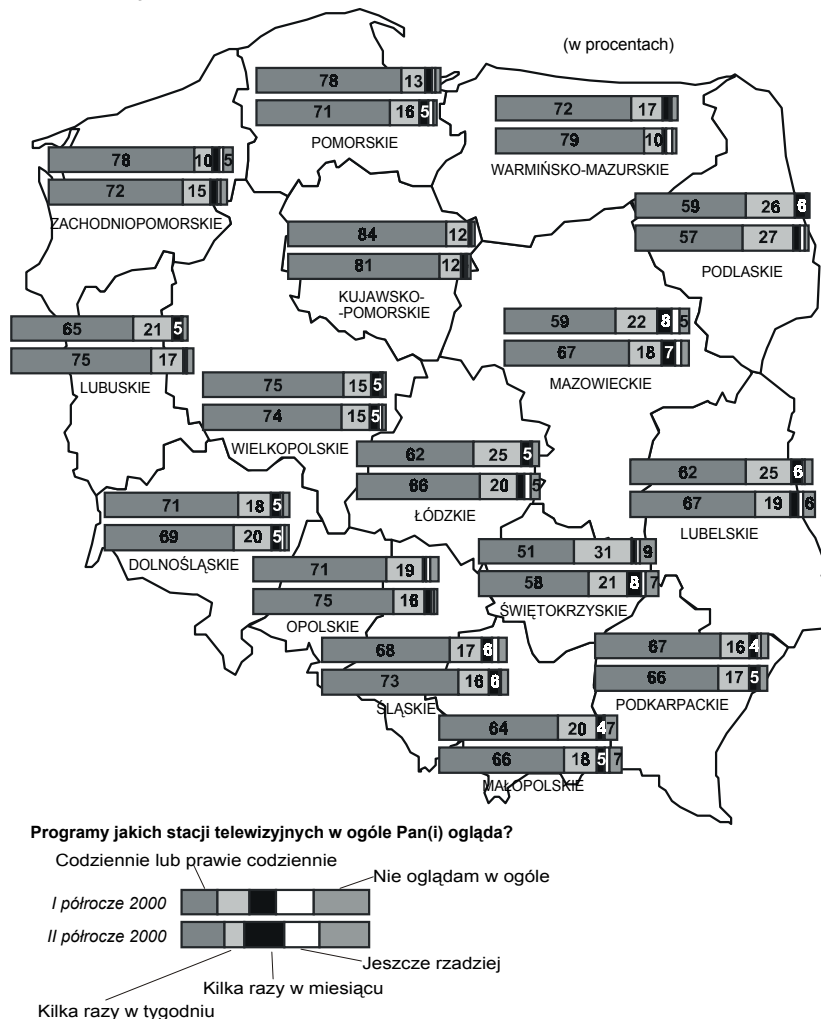 (w procentach)
78 13
71 16 5
POMORSKIE
72 17
79 10
WARMIŃSKO-MAZURSKIE
78 10 5
72 15
ZACHODNIOPOMORSKIE
59 26 6
57 27
PODLASKIE
84 12
81 12
KUJAWSKO-
-POMORSKIE
65 21 5
75 17
LUBUSKIE
59 22 8 5
67 18 7
MAZOWIECKIE
75 15 5
74 15 5
WIELKOPOLSKIE
62 25 5
66 20 5
ŁÓDZKIE
62 25 6
67 19 6
LUBELSKIE
71 18 5
69 20 5
DOLNOŚLĄSKIE
51 31 9
58 21 8 7
ŚWIĘTOKRZYSKIE
71 19
75 16
OPOLSKIE
68 17 6
73 16 6
ŚLĄSKIE
67 16 4
66 17 5
PODKARPACKIE
64 20 4 7
66 18 5 7
MAŁOPOLSKIE
Programy jakich stacji telewizyjnych w ogóle Pan(i) ogląda?
Codziennie lub prawie codziennie
Nie oglądam w ogóle
I półrocze 2000
II półrocze 2000
Jeszcze rzadziej
Kilka razy w miesiącu
Kilka razy w tygodniu